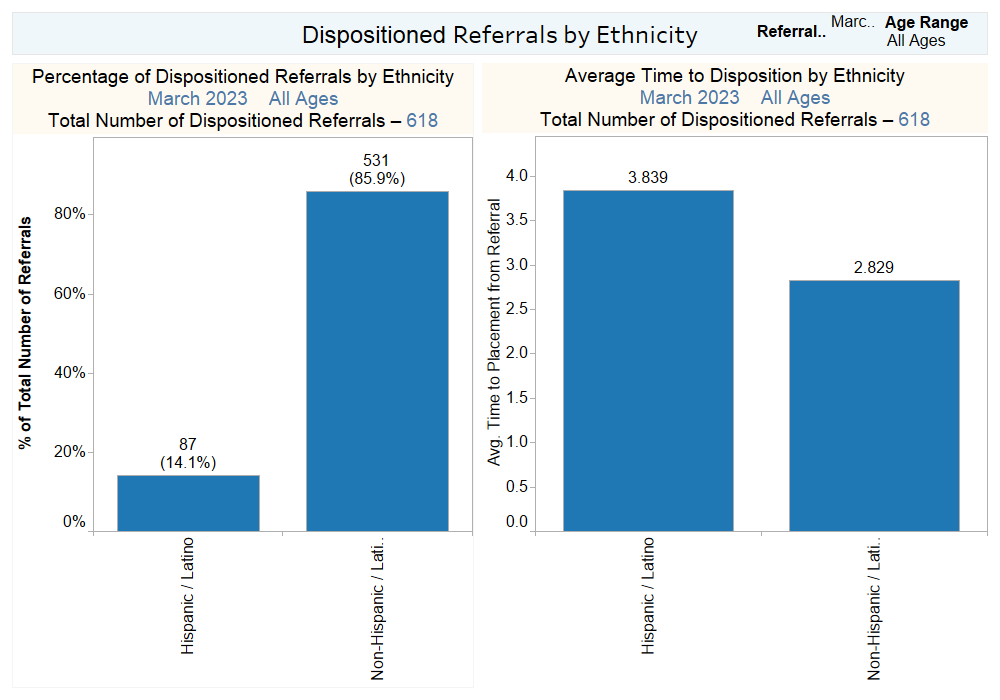 Dispositioned Referrals by Ethnicity
Referral..
Marc..
Age Range
All Ages
Percentage of Dispositioned Referrals by Ethnicity
March 2023 All Ages
Total Number of Dispositioned Referrals – 618
% of Total Number of Referrals
80%
60%
40%
20%
0%
87
(14.1%)
531
(85.9%)
Hispanic / Latino
Non-Hispanic / Lati..
Average Time to Disposition by Ethnicity
March 2023 All Ages
Total Number of Dispositioned Referrals – 618
Avg. Time to Placement from Referral
4.0
3.5
3.0
2.5
2.0
1.5
1.0
0.5
0.0
3.839
2.829
Hispanic / Latino
Non-Hispanic / Lati..